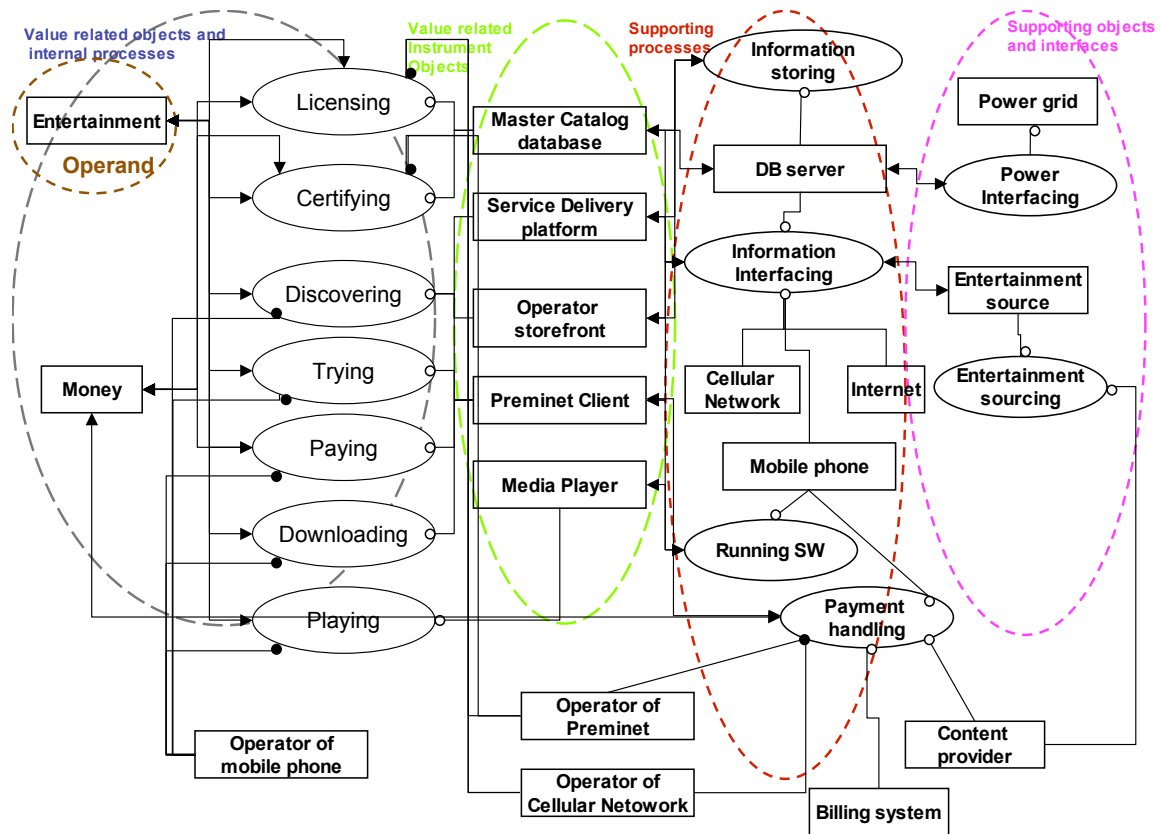 Value related objects and
internal processes
Value related
Instrument
Objects
Supporting
processes
Supporting objects
and interfaces
Entertainment
Operand
Money
Licensing
Certifying
Discovering
Trying
Paying
Downloading
Playing
Operator of
mobile phone
Master Catalog
database
Service Delivery
platform
Operator
storefront
Preminet Client
Media Player
Operator of
Preminet
Operator of
Cellular Netowork
Information
storing
DB server
Information
Interfacing
Cellular
Network
Internet
Mobile phone
Running SW
Payment
handling
Billing system
Content
provider
Power grid
Power
Interfacing
Entertainment
source
Entertainment
sourcing